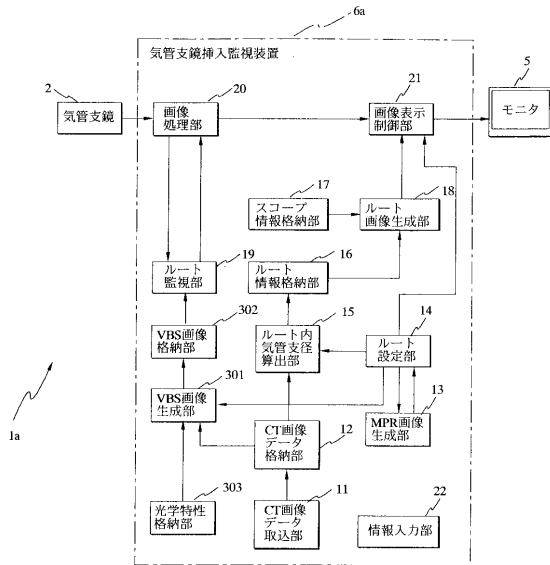 6a
気管支鏡挿入監視装置
5
モニタ
2
気管支鏡
20
画像
処理部
21
画像表示
制御部
17
スコープ
情報格納部
18
ルート
画像生成部
19
ルート
監視部
16
ルート
情報格納部
302
VBS画像
格納部
15
ルート内
気管支径
算出部
14
ルート
設定部
301
VBS画像
生成部
13
MPR画像
生成部
12
CT画像
データ
格納部
1a
303
光学特性
格納部
11
CT画像
データ
取込部
22
情報入力部